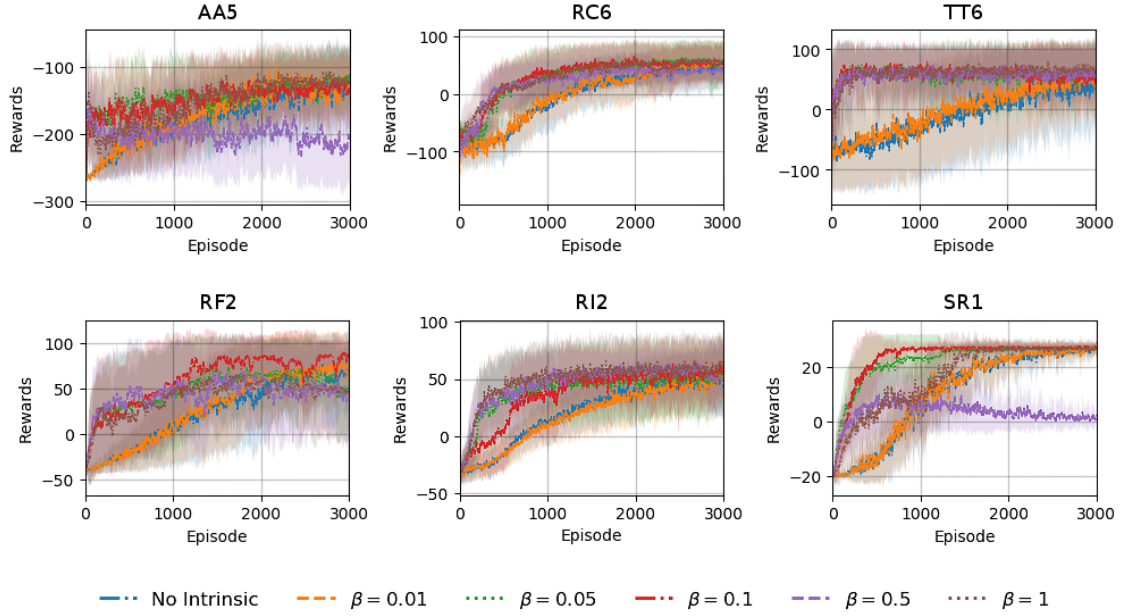 AA5
RC6
TT6
Rewards
−100
−200
−300
0 1000 2000 3000
Episode
Rewards
100
0
−100
0 1000 2000 3000
Episode
Rewards
100
0
−100
0 1000 2000 3000
Episode
RF2
RI2
SR1
Rewards
100
50
0
−50
0 1000 2000 3000
Episode
Rewards
100
50
0
−50
0 1000 2000 3000
Episode
Rewards
20
0
−20
0 1000 2000 3000
Episode
No Intrinsic β = 0.01 β = 0.05 β = 0.1 β = 0.5 β = 1